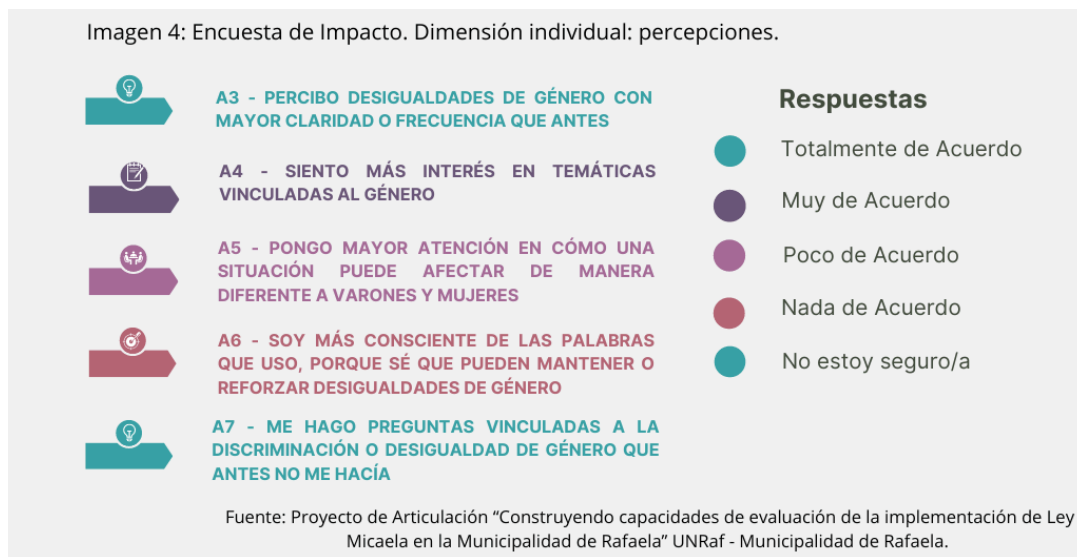 Imagen 4: Encuesta de Impacto. Dimensión individual: percepciones.
A3 - PERCIBO DESIGUALDADES DE GÉNERO CON
MAYOR CLARIDAD O FRECUENCIA QUE ANTES
A4 - SIENTO MÁS INTERÉS EN TEMÁTICAS
VINCULADAS AL GÉNERO
A5 - PONGO MAYOR ATENCIÓN EN CÓMO UNA
SITUACIÓN PUEDE AFECTAR DE MANERA
DIFERENTE A VARONES Y MUJERES
A6 - SOY MÁS CONSCIENTE DE LAS PALABRAS
QUE USO, PORQUE SÉ QUE PUEDEN MANTENER O
REFORZAR DESIGUALDADES DE GÉNERO
A7 - ME HAGO PREGUNTAS VINCULADAS A LA
DISCRIMINACIÓN O DESIGUALDAD DE GÉNERO QUE
ANTES NO ME HACÍA
Respuestas
Totalmente de Acuerdo
Muy de Acuerdo
Poco de Acuerdo
Nada de Acuerdo
No estoy seguro/a
Fuente: Proyecto de Articulación “Construyendo capacidades de evaluación de la implementación de Ley
Micaela en la Municipalidad de Rafaela” UNRaf - Municipalidad de Rafaela.